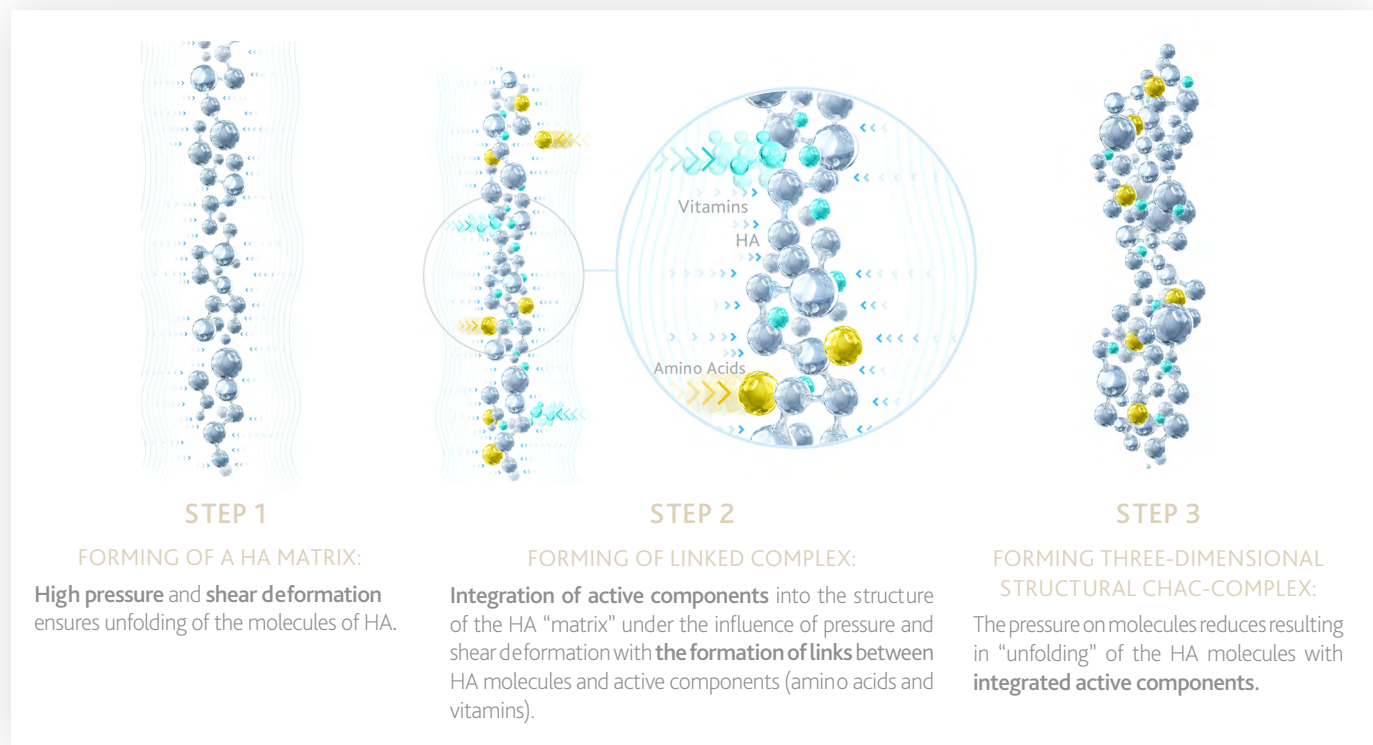 Vitamins
HA
Amino Acids
STEP 1
FORMING OF A HA MATRIX:
High pressure and shear deformation
ensures unfolding of the molecules of HA.
STEP 2
FORMING OF LINKED COMPLEX:
Integration of active components into the structure
of the HA “matrix” under the influence of pressure and
shear deformation with the formation of links between
HA molecules and active components (amino acids and
vitamins).
STEP 3
FORMING THREE-DIMENSIONAL
STRUCTURAL CHAC-COMPLEX:
The pressure on molecules reduces resulting
in “unfolding” of the HA molecules with
integrated active components.